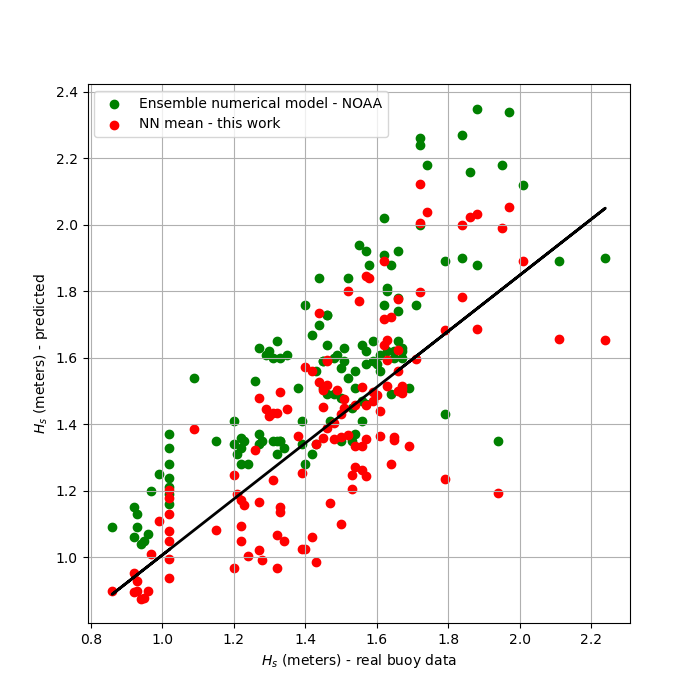 Ensemble numerical model - NOAA
NN mean - this work
2.4
2.2
2.0
1.8
1.6
1.4
1.2
1.0
H_s (meters) - predicted
0.8 1.0 1.2 1.4 1.6 1.8 2.0 2.2
H_s (meters) - real buoy data